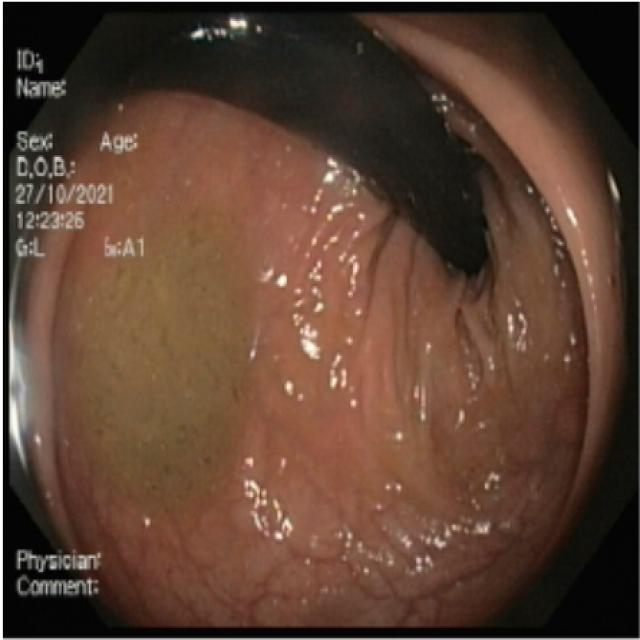 ID:
Name:
Sex: Age:
D.O.B.:
27/10/2021
12:23:26
G:L A1
Physician:
Comment: